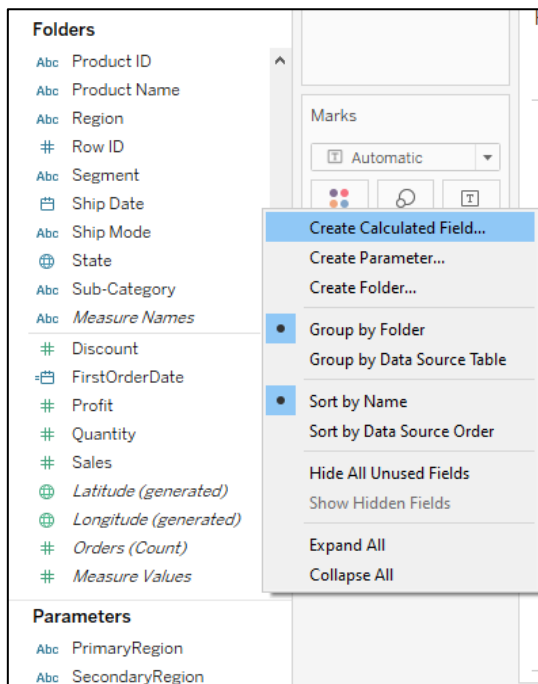 Folders
Abc Product ID
Abc Product Name
Abc Region
# Row ID
Abc Segment
Ship Date
Abc Ship Mode
State
Abc Sub-Category
Abc Measure Names
# Discount
FirstOrderDate
# Profit
# Quantity
# Sales
Latitude (generated)
Longitude (generated)
# Orders (Count)
# Measure Values
Parameters
Abc PrimaryRegion
Abc SecondaryRegion
Marks
T Automatic
T
Create Calculated Field...
Create Parameter...
Create Folder...
Group by Folder
Group by Data Source Table
Sort by Name
Sort by Data Source Order
Hide All Unused Fields
Show Hidden Fields
Expand All
Collapse All